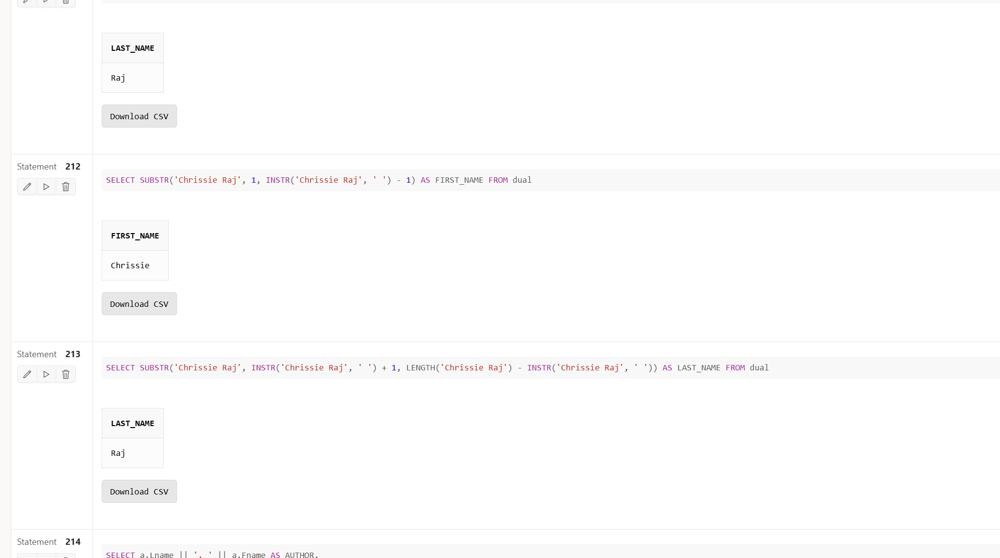 LAST_NAME
Raj
Download CSV
Statement 212
SELECT SUBSTR('Chrissie Raj', 1, INSTR('Chrissie Raj', ' ') - 1) AS FIRST_NAME FROM dual
FIRST_NAME
Chrissie
Download CSV
Statement 213
SELECT SUBSTR('Chrissie Raj', INSTR('Chrissie Raj', ' ') + 1, LENGTH('Chrissie Raj') - INSTR('Chrissie Raj', ' ')) AS LAST_NAME FROM dual
LAST_NAME
Raj
Download CSV
Statement 214
SELECT a.Lname || ', ' || a.Fname AS AUTHOR,